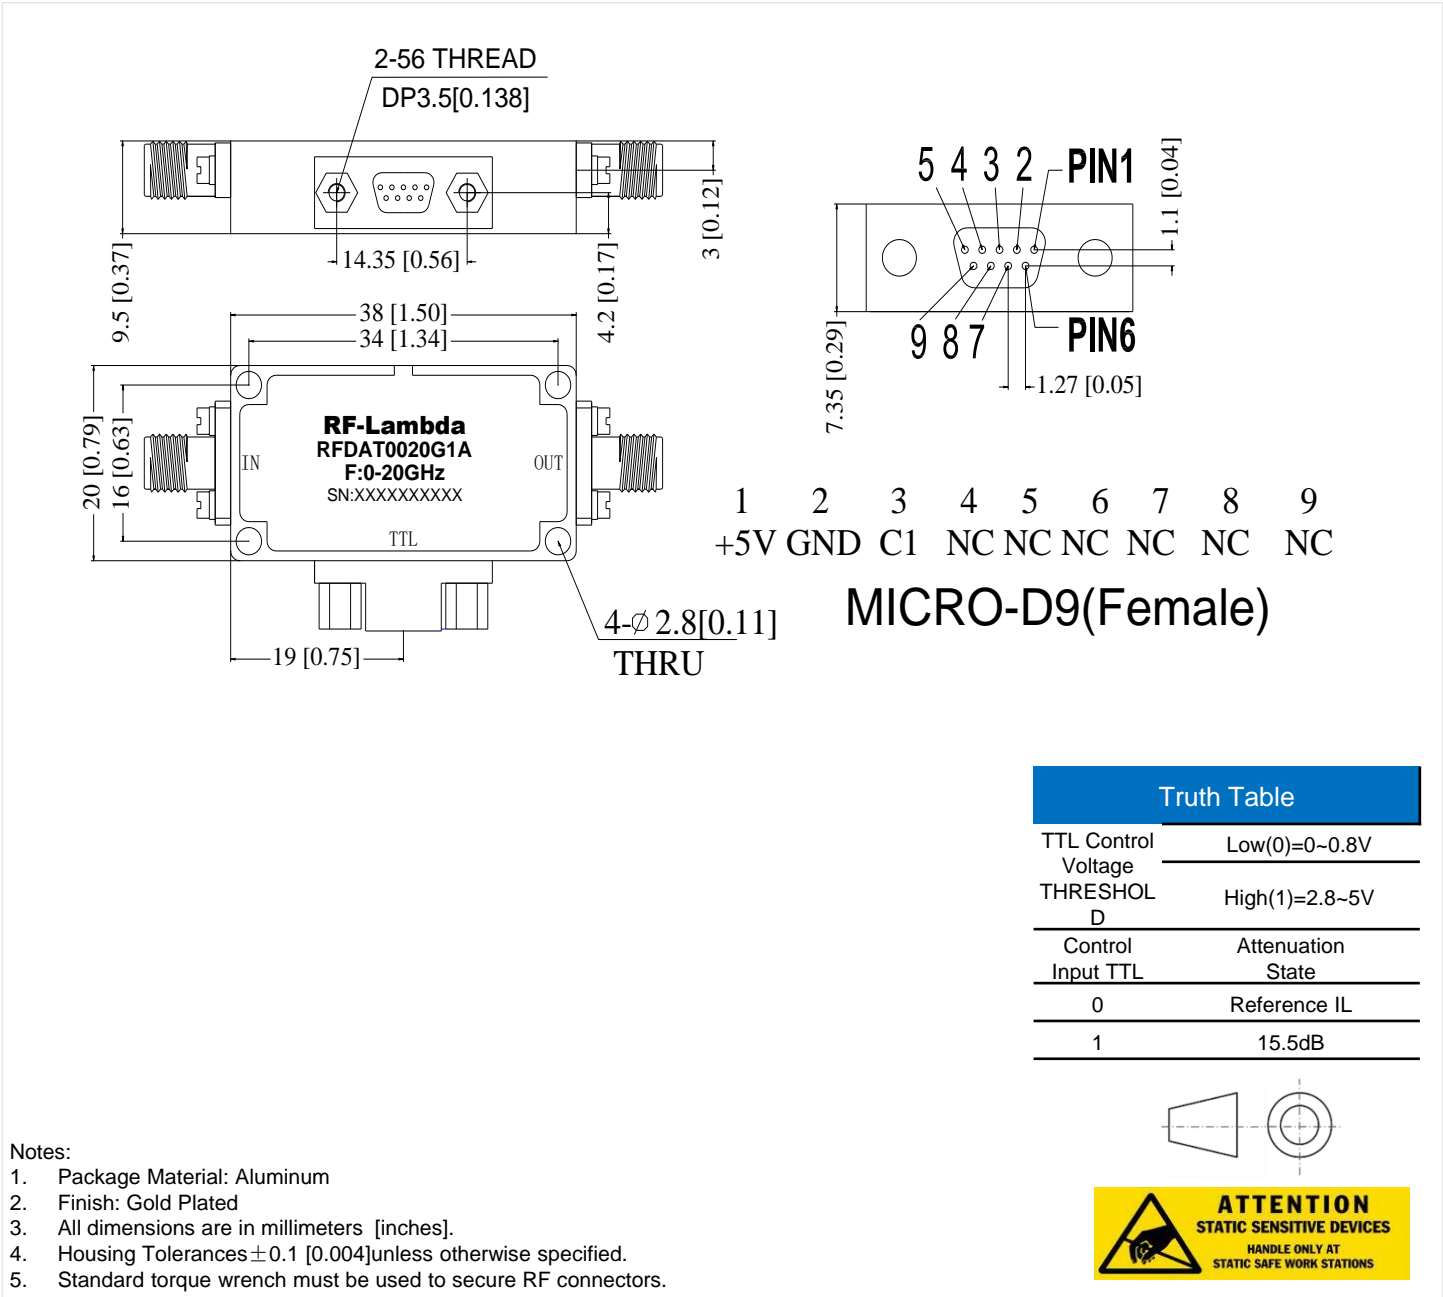 2-56 THREAD
DP3.5[0.138]
9.5 [0.37]
14.35 [0.56]
4.2 [0.17]
3 [0.12]
38 [1.50]
34 [1.34]
20 [0.79]
16 [0.63]
RF-Lambda
RFDAT0020G1A
F:0-20GHz
SN:XXXXXXXXXX
IN
OUT
TTL
19 [0.75]
4-∅ 2.8[0.11]
THRU
5 4 3 2 PIN1
1.1 [0.04]
7.35 [0.29]
9 8 7 PIN6
1.27 [0.05]
1 2 3 4 5 6 7 8 9
+5V GND C1 NC NC NC NC NC NC
MICRO-D9(Female)
Truth Table
TTL Control
Voltage
THRESHOL
D
Low(0)=0~0.8V
High(1)=2.8~5V
Control
Input TTL
Attenuation
State
0 Reference IL
1 15.5dB
Notes:
1. Package Material: Aluminum
2. Finish: Gold Plated
3. All dimensions are in millimeters [inches].
4. Housing Tolerances±0.1 [0.004]unless otherwise specified.
5. Standard torque wrench must be used to secure RF connectors.
ATTENTION
STATIC SENSITIVE DEVICES
HANDLE ONLY AT
STATIC SAFE WORK STATIONS